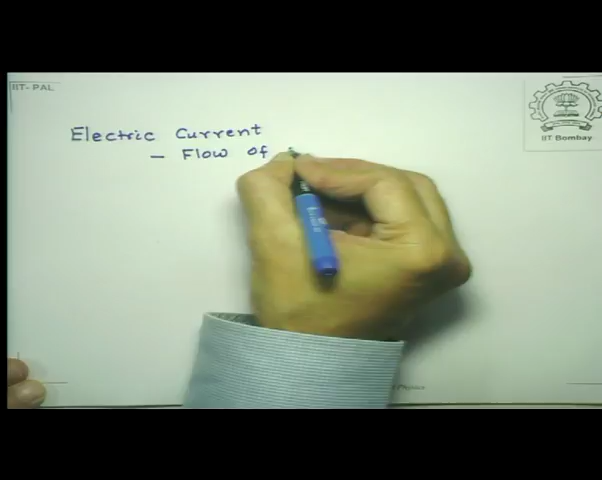 IIT- PAL
IIT Bombay
Electric Current
— Flow of